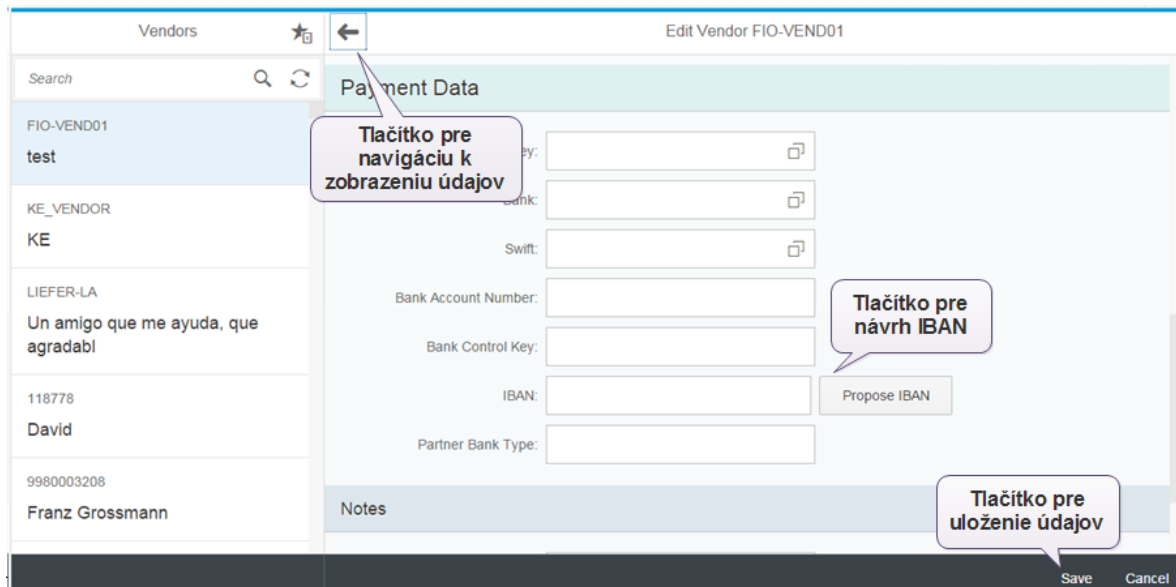 Vendors
Edit Vendor FIO-VEND01
Search
Payment Data
FIO-VEND01
test
Tlačítko pre
navigáciu k
zobrazeniu údajov
ey:
Bank:
KE_VENDOR
KE
Swift:
LIEFER-LA
Un amigo que me ayuda, que
agradabl
Bank Account Number:
Tlačítko pre
návrh IBAN
Bank Control Key:
118778
David
IBAN:
Propose IBAN
Partner Bank Type:
9980003208
Franz Grossmann
Notes
Tlačítko pre
uloženie údajov
Save
Cancel